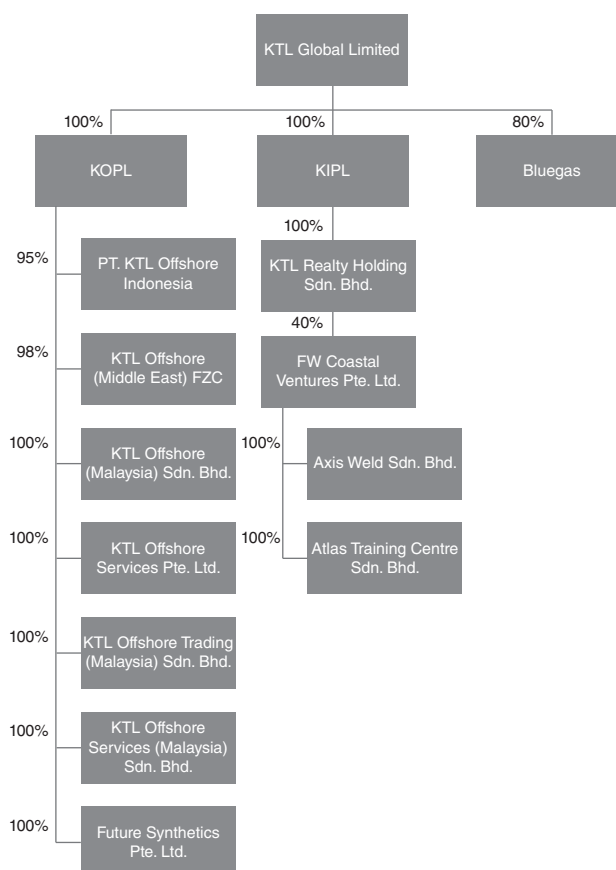 KTL Global Limited
100%
100%
80%
KOPL
KIPL
Bluegas
95%
PT. KTL Offshore
Indonesia
98%
KTL Offshore
(Middle East) FZC
100%
KTL Offshore
(Malaysia) Sdn. Bhd.
100%
KTL Offshore
Services Pte. Ltd.
100%
KTL Offshore Trading
(Malaysia) Sdn. Bhd.
100%
KTL Offshore
Services (Malaysia)
Sdn. Bhd.
100%
Future Synthetics
Pte. Ltd.
100%
KTL Realty Holding
Sdn. Bhd.
40%
FW Coastal
Ventures Pte. Ltd.
100%
Axis Weld Sdn. Bhd.
100%
Atlas Training Centre
Sdn. Bhd.